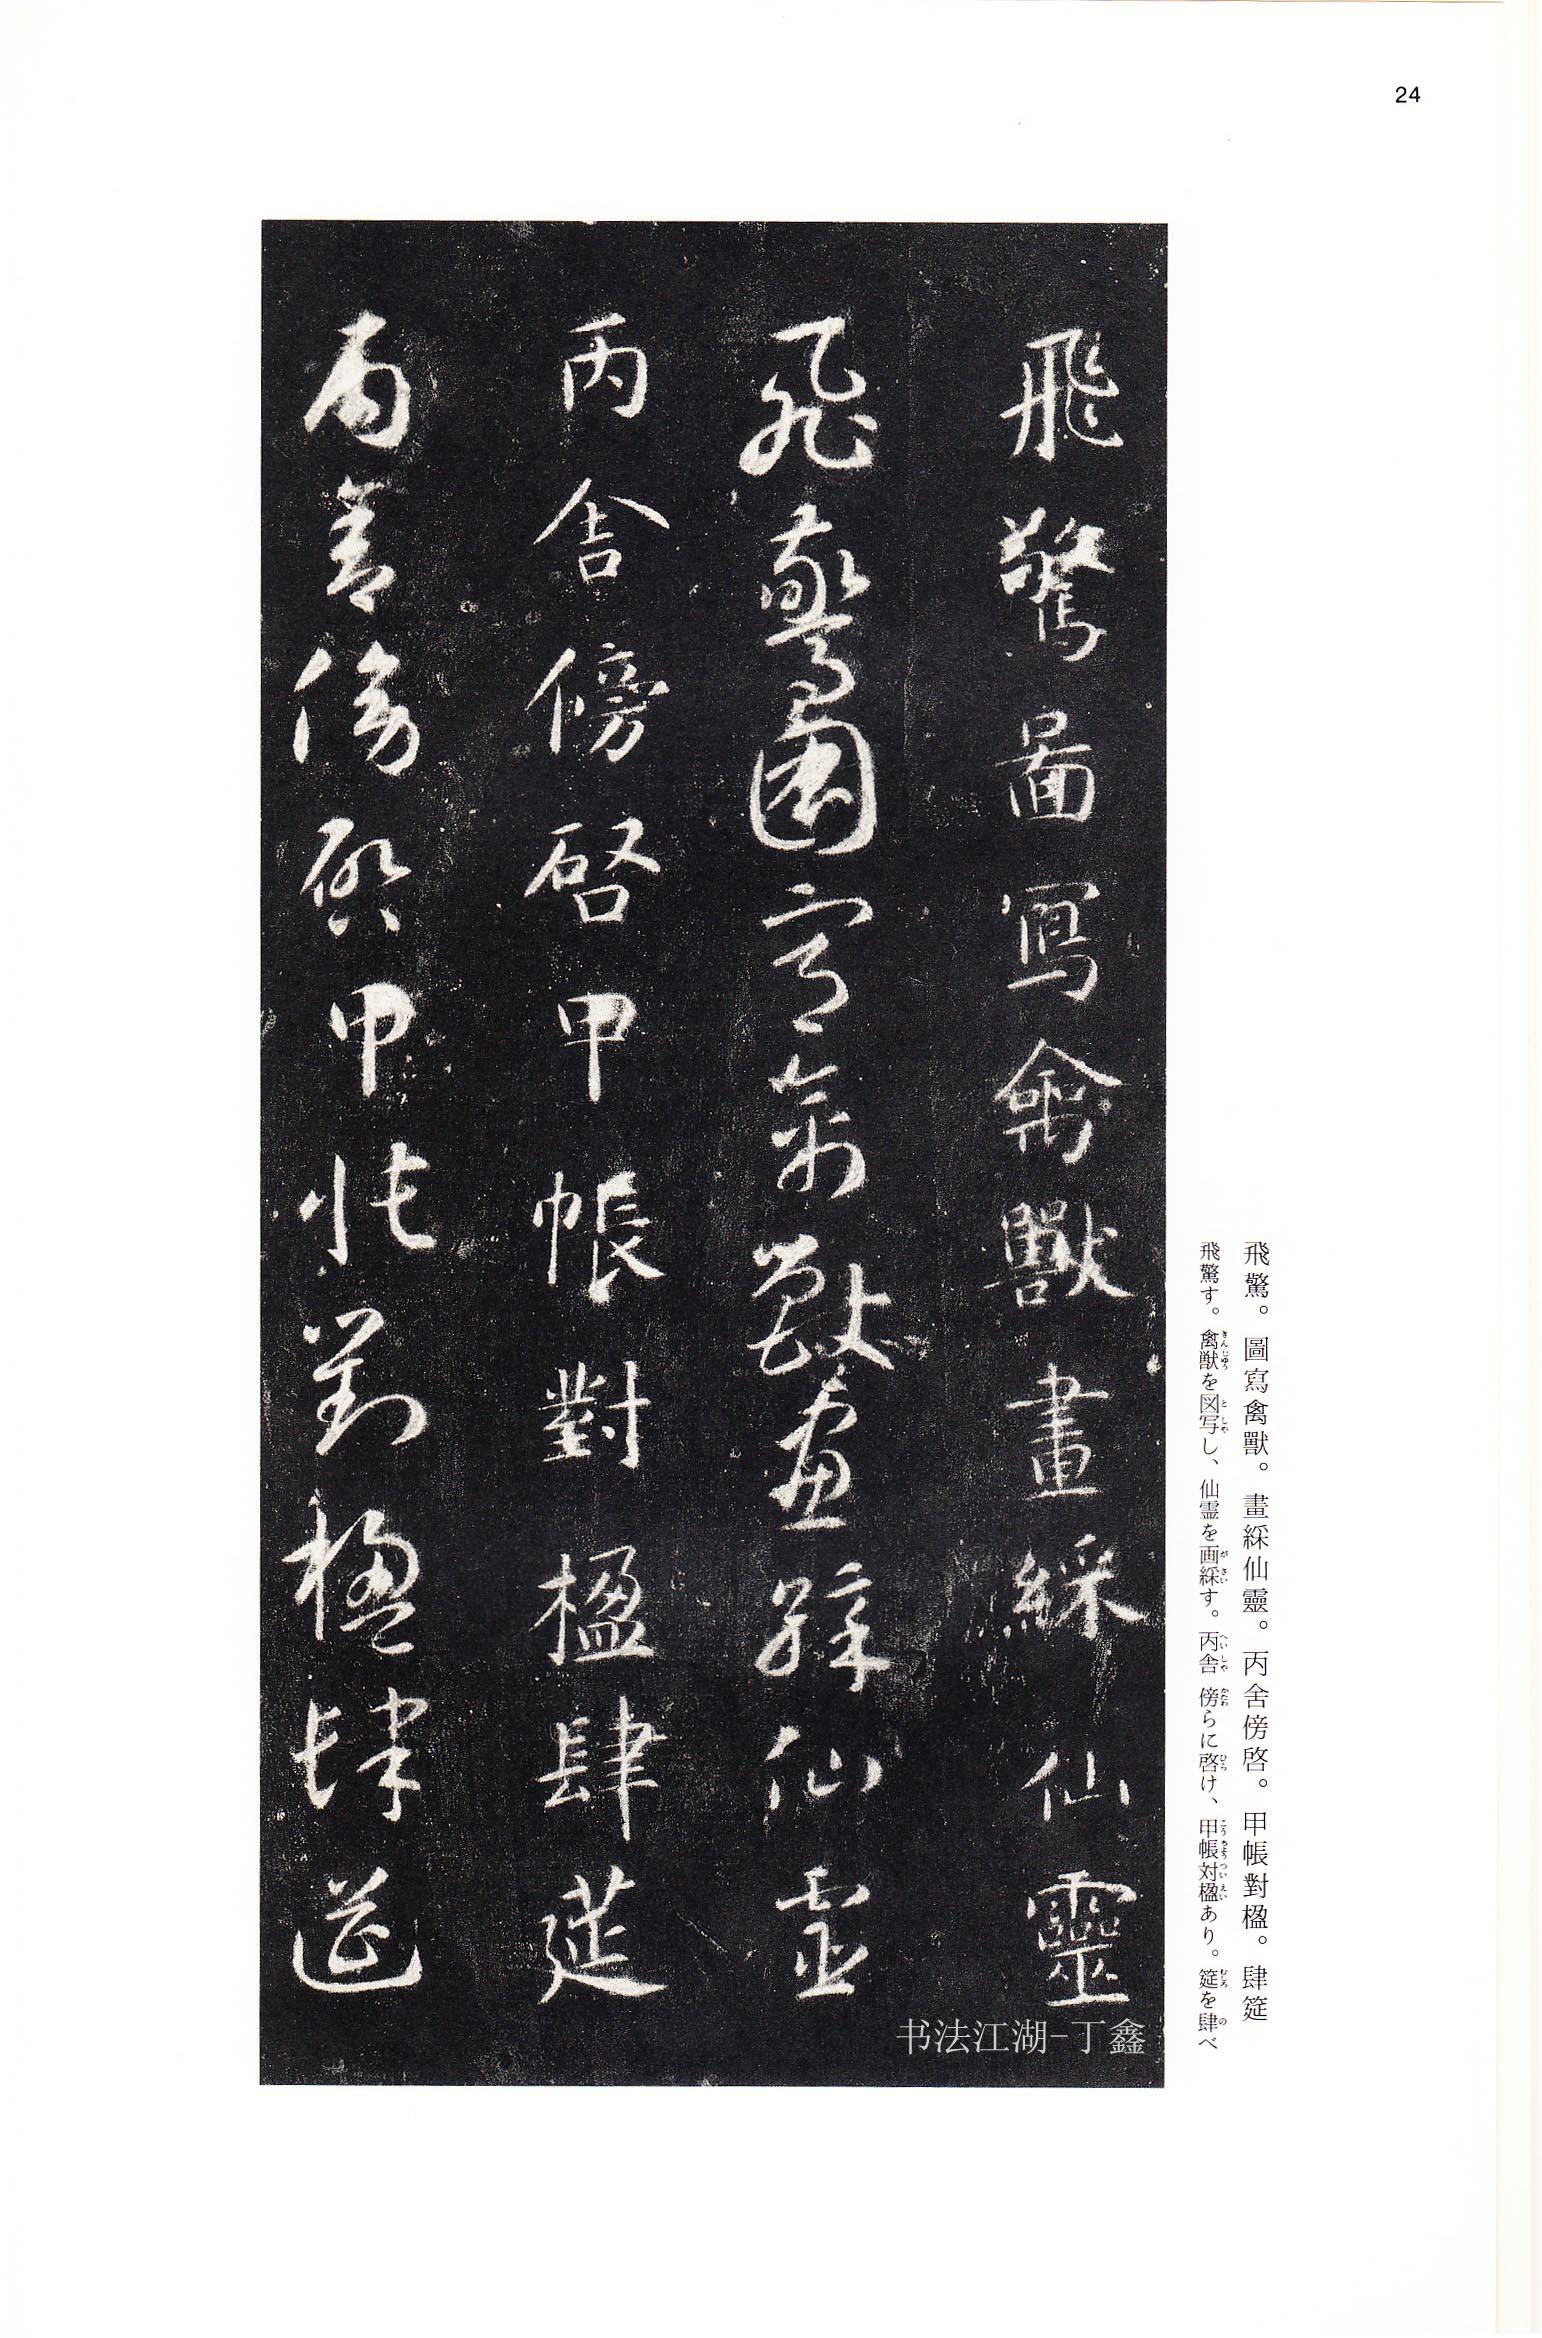 24
飛驚。圖寫禽獸。畫綵仙靈。丙舍傍啓。甲帳對楹。肆筵
飛驚す。禽獣を図写し、仙霊を画綵す。丙舎傍らに啓け、甲帳対楹あり。筵を肆べ
飛驚圖寫禽獸畫綵仙靈
飛驚圖寫禽獸畫綵仙靈
丙舍傍啓甲帳對楹肆筵
丙舍傍啓甲帳對楹肆筵
书法江湖-丁鑫